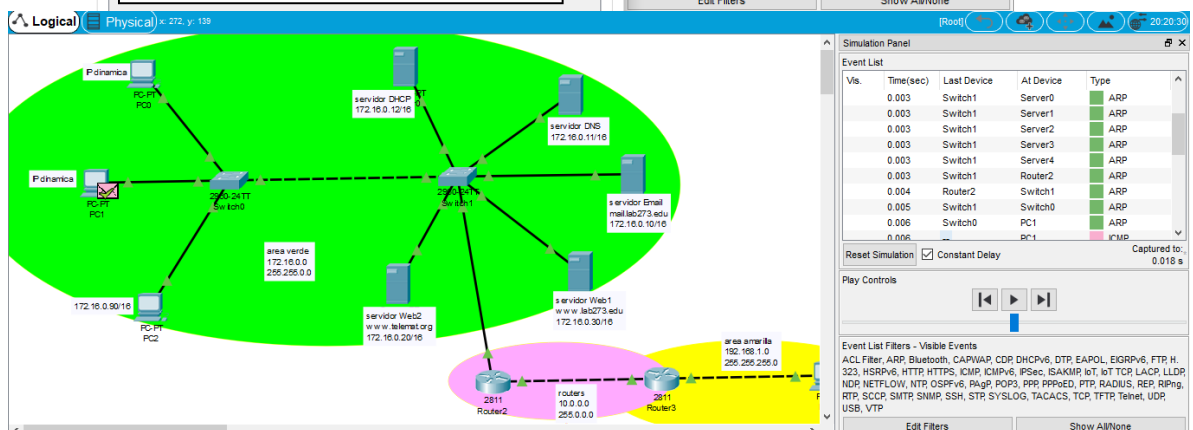 Edit Filters
Show All/None
Logical
Physical
x: 272, y: 139
[Root]
20:20:30
IP dinamica
PC-PT
PC0
IP dinamica
PC-PT
PC1
172.16.0.90/16
PC-PT
PC2
2960-24TT
Switch0
servidor DHCP
172.16.0.12/16
servidor DNS
172.16.0.11/16
2960-24TT
Switch1
servidor Email
mail.lab273.edu
172.16.0.10/16
area verde
172.16.0.0
255.255.0.0
servidor Web2
www.telemat.org
172.16.0.20/16
servidor Web1
www.lab273.edu
172.16.0.30/16
2811
Router2
routers
10.0.0.0
255.0.0.0
2811
Router3
area amarilla
192.168.1.0
255.255.255.0
Simulation Panel
Event List
Vis. Time(sec) Last Device At Device Type
0.003 Switch1 Server0 ARP
0.003 Switch1 Server1 ARP
0.003 Switch1 Server2 ARP
0.003 Switch1 Server3 ARP
0.003 Switch1 Server4 ARP
0.003 Switch1 Router2 ARP
0.004 Router2 Switch1 ARP
0.005 Switch1 Switch0 ARP
0.006 Switch0 PC1 ARP
0.006 -- PC1 ICMP
Reset Simulation
Constant Delay
Captured to:
0.018 s
Play Controls
Event List Filters - Visible Events
ACL Filter, ARP, Bluetooth, CAPWAP, CDP, DHCPv6, DTP, EAPOL, EIGRPv6, FTP, H.
323, HSRPv6, HTTP, HTTPS, ICMP, ICMPv6, IPSec, ISAKMP, IoT, IoT TCP, LACP, LLDP,
NDP, NETFLOW, NTP, OSPFv6, PAgP, POP3, PPP, PPPoED, PTP, RADIUS, REP, RIPng,
RTP, SCCP, SMTP, SNMP, SSH, STP, SYSLOG, TACACS, TCP, TFTP, Telnet, UDP,
USB, VTP
Edit Filters
Show All/None